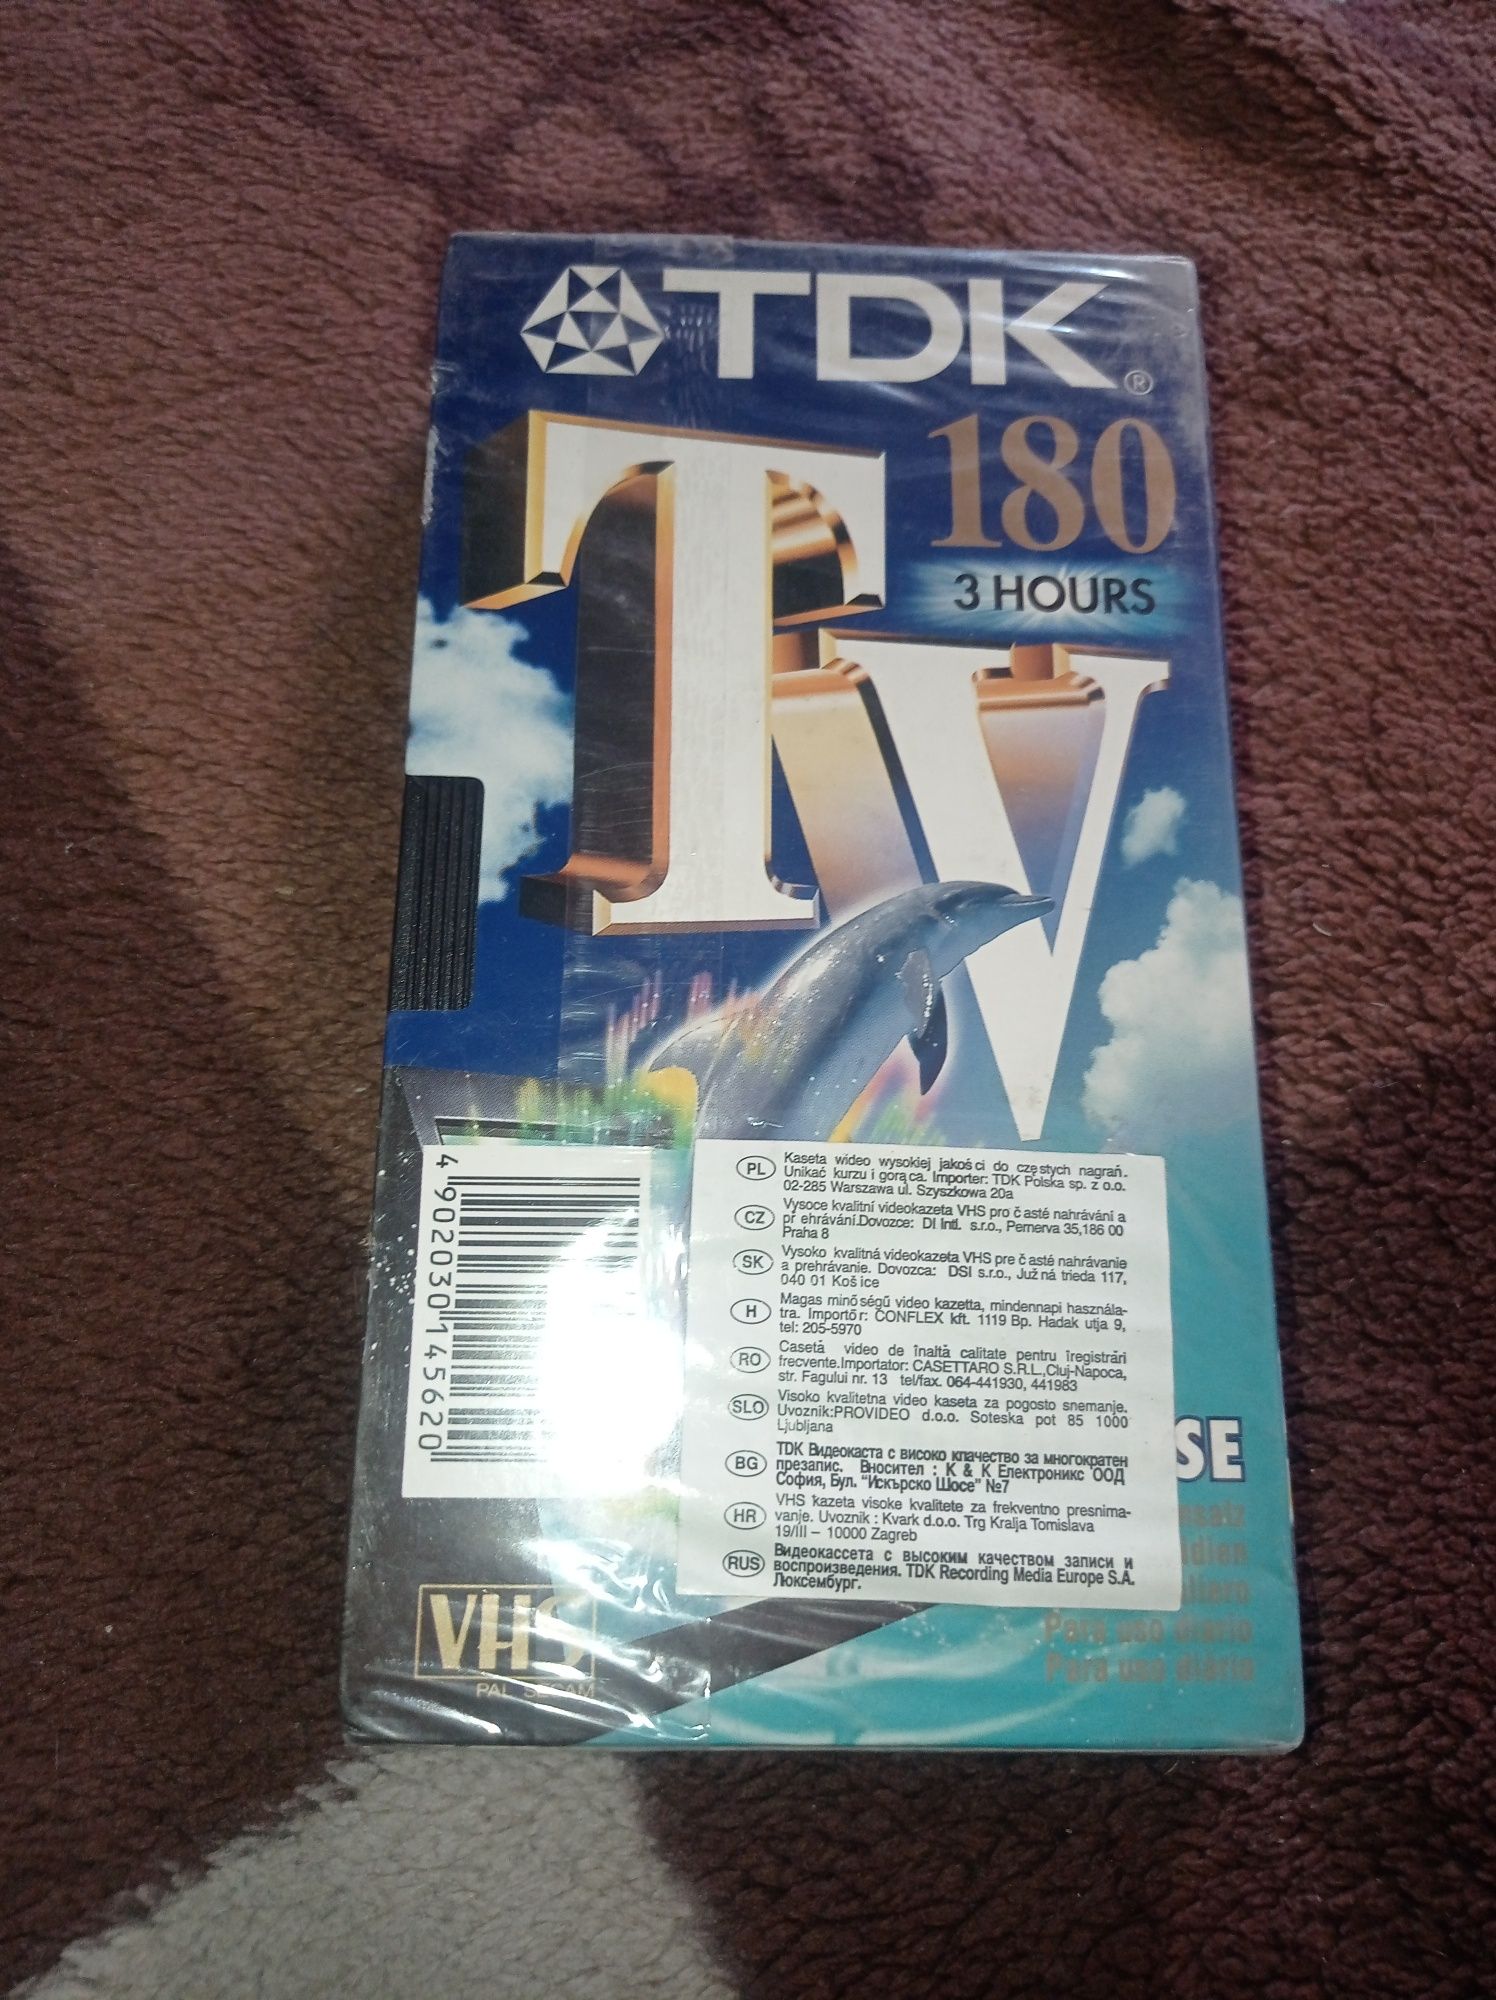 TDK®
180
3 HOURS
TV
4 902030 145620
PL Kaseta wideo wysokiej jakości do częstych nagrań.
Unikać kurzu i gorąca. Importer: TDK Polska sp. z o.o.
02-285 Warszawa ul. Szyszkowa 20a
CZ Vysoce kvalitní videokazeta VHS pro časté nahrávání a
přehrávání.Dovozce: DI Intl. s.r.o., Pernerva 35,186 00
Praha 8
SK Vysoko kvalitná videokazeta VHS pre časté nahrávanie
a prehrávanie. Dovozca: DSI s.r.o., Južná trieda 117,
040 01 Košice
H Magas minőségű video kazetta, mindennapi használa-
tra. Importőr: CONFLEX kft. 1119 Bp. Hadak utja 9,
tel: 205-5970
RO Casetă video de înaltă calitate pentru îregistrări
frecvente.Importator: CASETTARO S.R.L.,Cluj-Napoca,
str. Fagului nr. 13 tel/fax. 064-441930, 441983
SLO Visoko kvalitetna video kaseta za pogosto snemanje.
Uvoznik:PROVIDEO d.o.o. Soteska pot 85 1000
Ljubljana
BG TDK Видеокаста с високо клачество за многократен
презапис. Вносител : K & K Електроникс ООД
София, Бул. "Искърско Шосе" №7
HR VHS kazeta visoke kvalitete za frekventno presnima-
vanje. Uvoznik : Kvark d.o.o. Trg Kralja Tomislava
19/III – 10000 Zagreb
RUS Видеокассета с высоким качеством записи и
воспроизведения. TDK Recording Media Europe S.A.
Люксембург.
SE
Para uso diario
Para uso diário
VHS
PAL SECAM